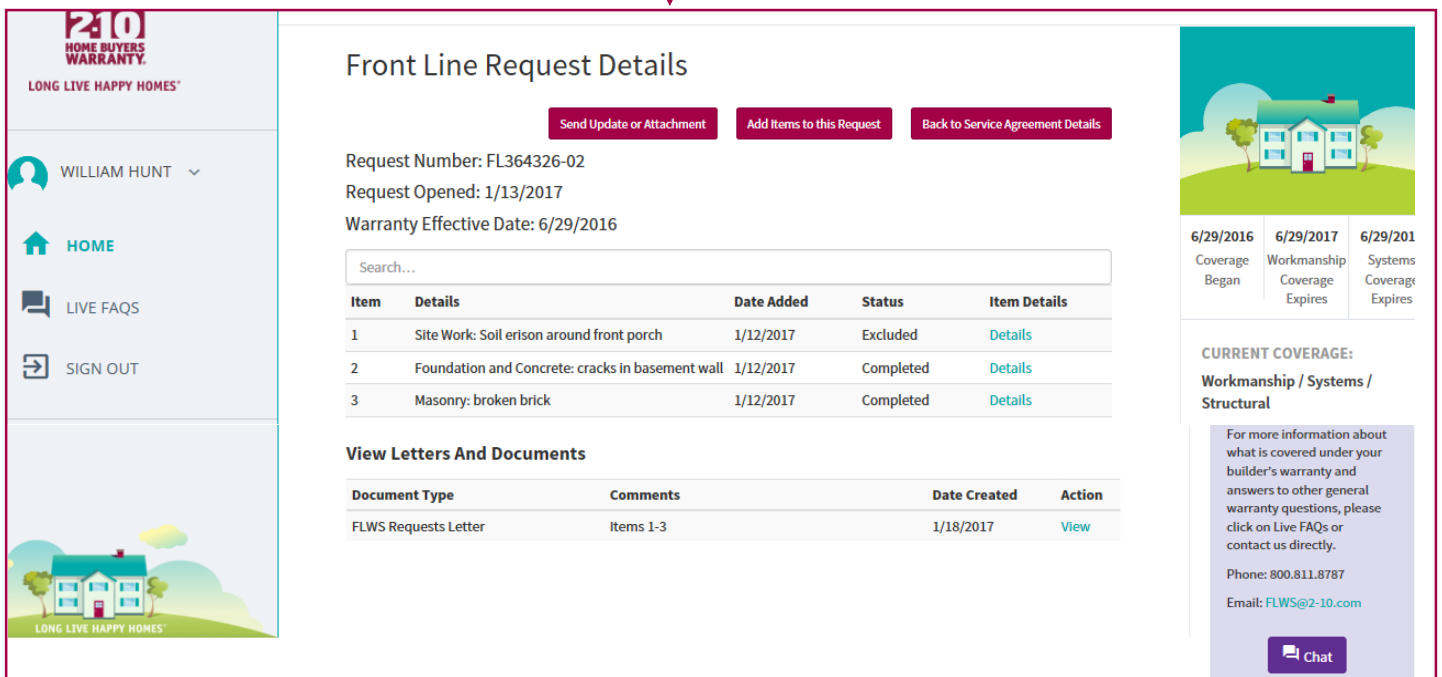 2-10
HOME BUYERS
WARRANTY.
LONG LIVE HAPPY HOMES®
WILLIAM HUNT
HOME
LIVE FAQS
SIGN OUT
LONG LIVE HAPPY HOMES®
Front Line Request Details
Send Update or Attachment Add Items to this Request Back to Service Agreement Details
Request Number: FL364326-02
Request Opened: 1/13/2017
Warranty Effective Date: 6/29/2016
Search...
Item Details Date Added Status Item Details
1 Site Work: Soil erison around front porch 1/12/2017 Excluded Details
2 Foundation and Concrete: cracks in basement wall 1/12/2017 Completed Details
3 Masonry: broken brick 1/12/2017 Completed Details
View Letters And Documents
Document Type Comments Date Created Action
FLWS Requests Letter Items 1-3 1/18/2017 View
6/29/2016 6/29/2017 6/29/201
Coverage Workmanship Systems
Began Coverage Coverage
Expires Expires
CURRENT COVERAGE:
Workmanship / Systems /
Structural
For more information about
what is covered under your
builder's warranty and
answers to other general
warranty questions, please
click on Live FAQs or
contact us directly.
Phone: 800.811.8787
Email: FLWS@2-10.com
Chat